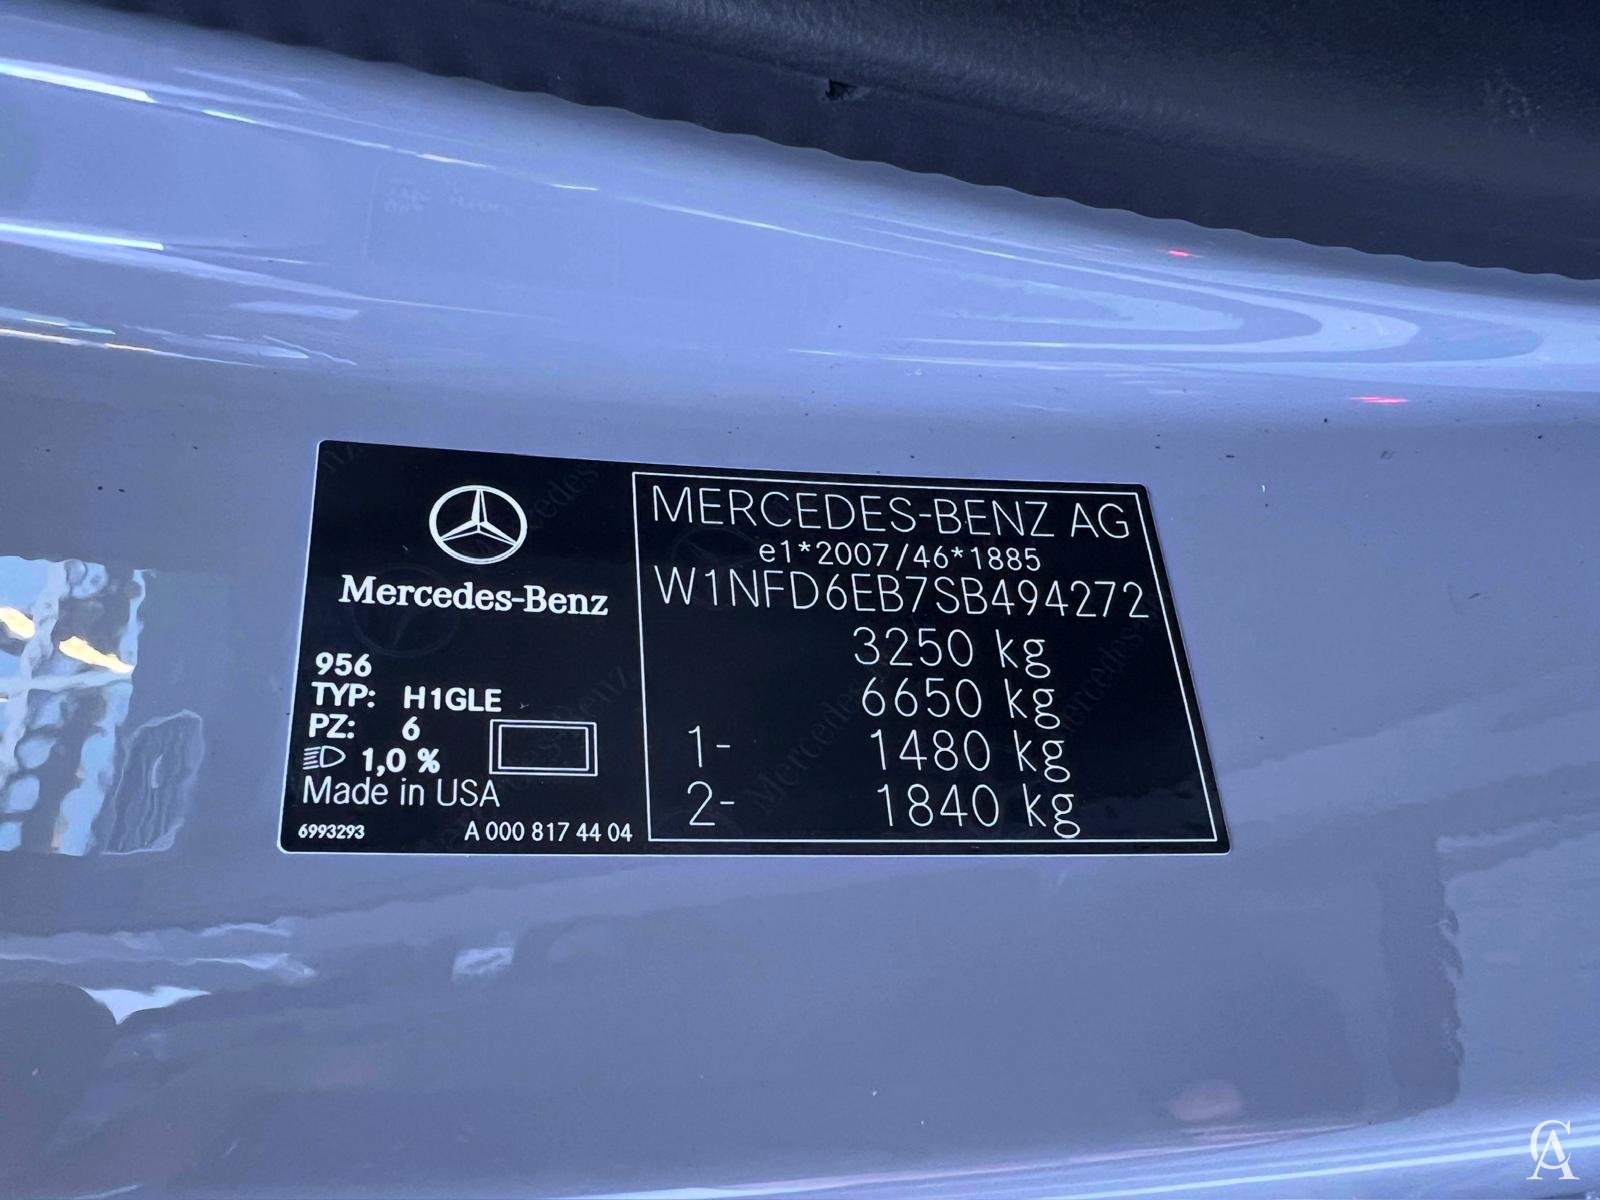 Mercedes-Benz
956
TYP: H1GLE
PZ: 6
1,0 %
Made in USA
6993293 A 000 817 44 04
MERCEDES-BENZ AG
e1*2007/46*1885
W1NFD6EB7SB494272
3250 kg
6650 kg
1- 1480 kg
2- 1840 kg